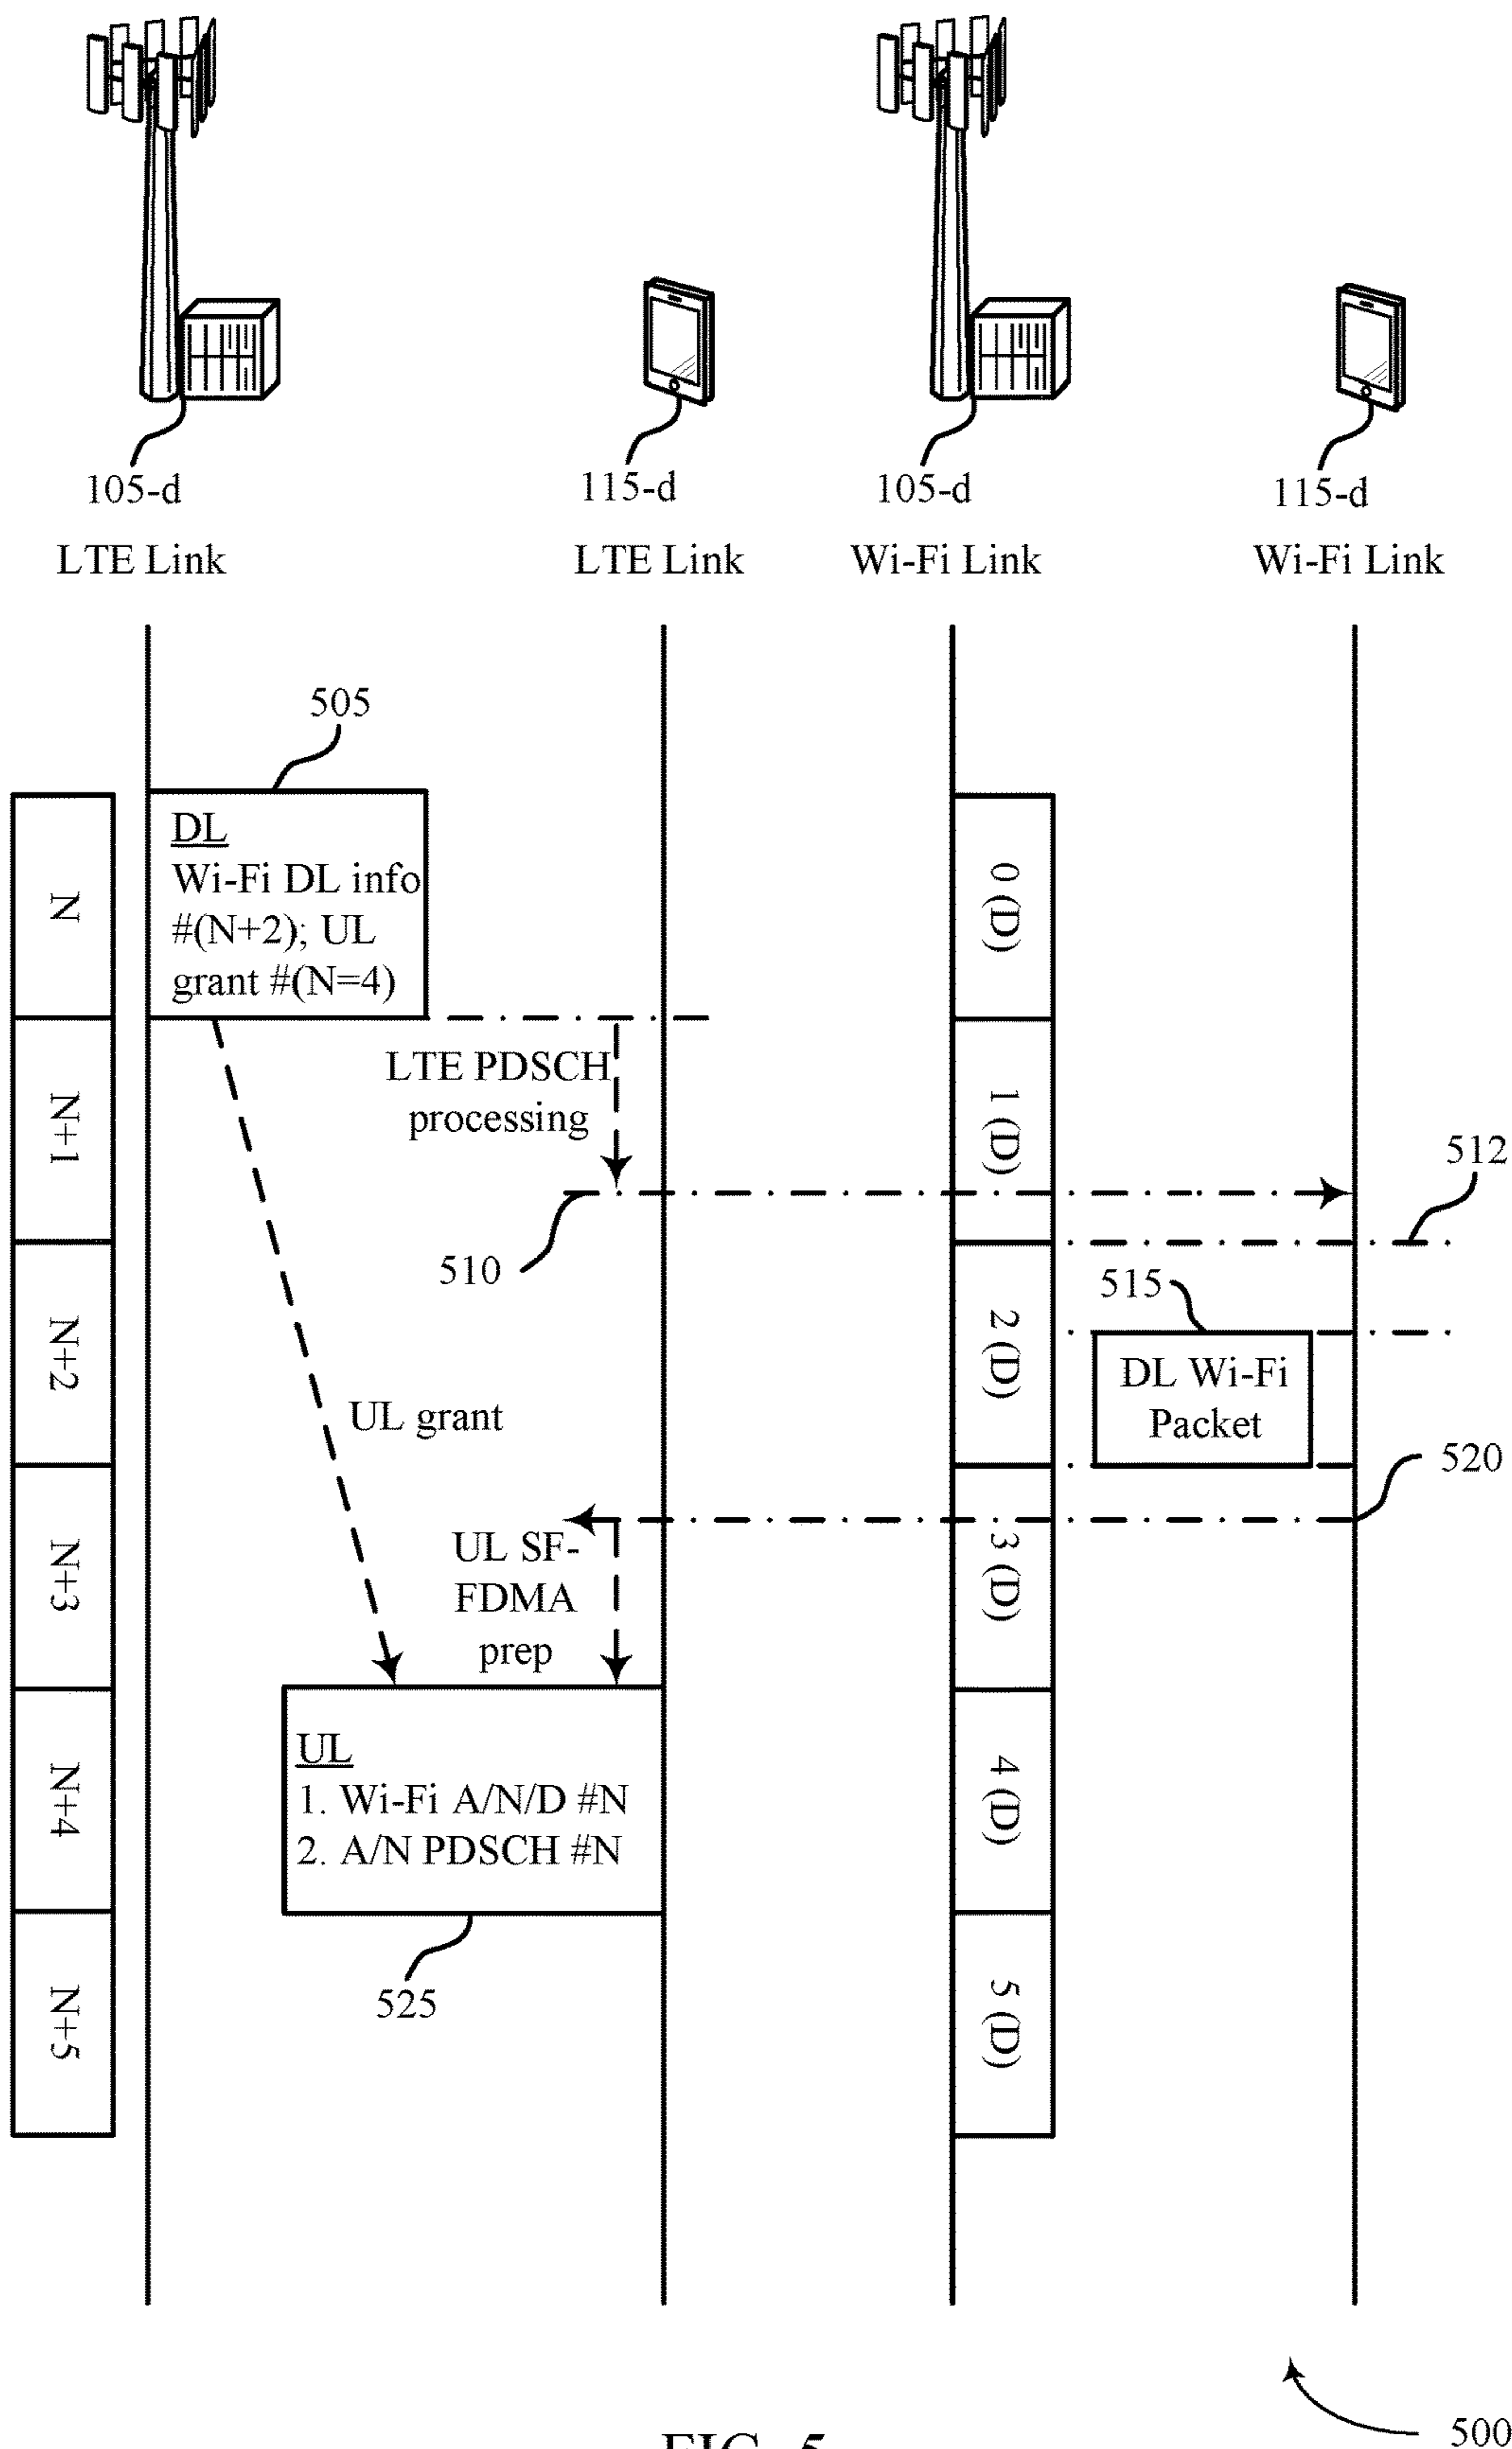 105-d
115-d
105-d
115-d
LTE Link
LTE Link
Wi-Fi Link
Wi-Fi Link
505
DL
Wi-Fi DL info
#(N+2); UL
grant #(N=4)
N
N+1
N+2
N+3
N+4
N+5
0 (D)
1 (D)
2 (D)
3 (D)
4 (D)
5 (D)
LTE PDSCH
processing
510
512
515
DL Wi-Fi
Packet
520
UL grant
UL SF-
FDMA
prep
UL
1. Wi-Fi A/N/D #N
2. A/N PDSCH #N
525
500
FIG. 5